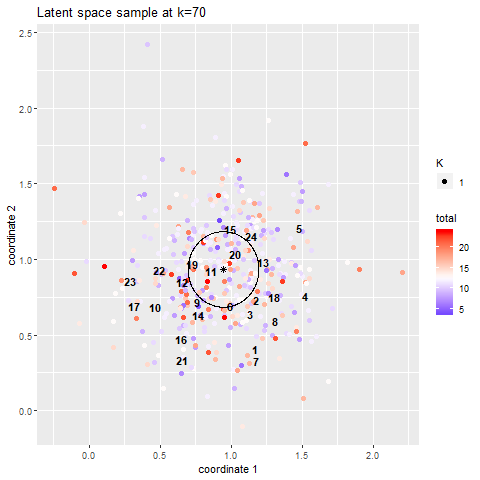 Latent space sample at k=70
2.5
2.0
1.5
1.0
0.5
0.0
coordinate 2
0.0 0.5 1.0 1.5 2.0
coordinate 1
15 5
24
19
20 13
22 11
23 12
18 4
2
17 10 9 6
14 3 8
16
1
21 7
K
1
total
20
15
10
5